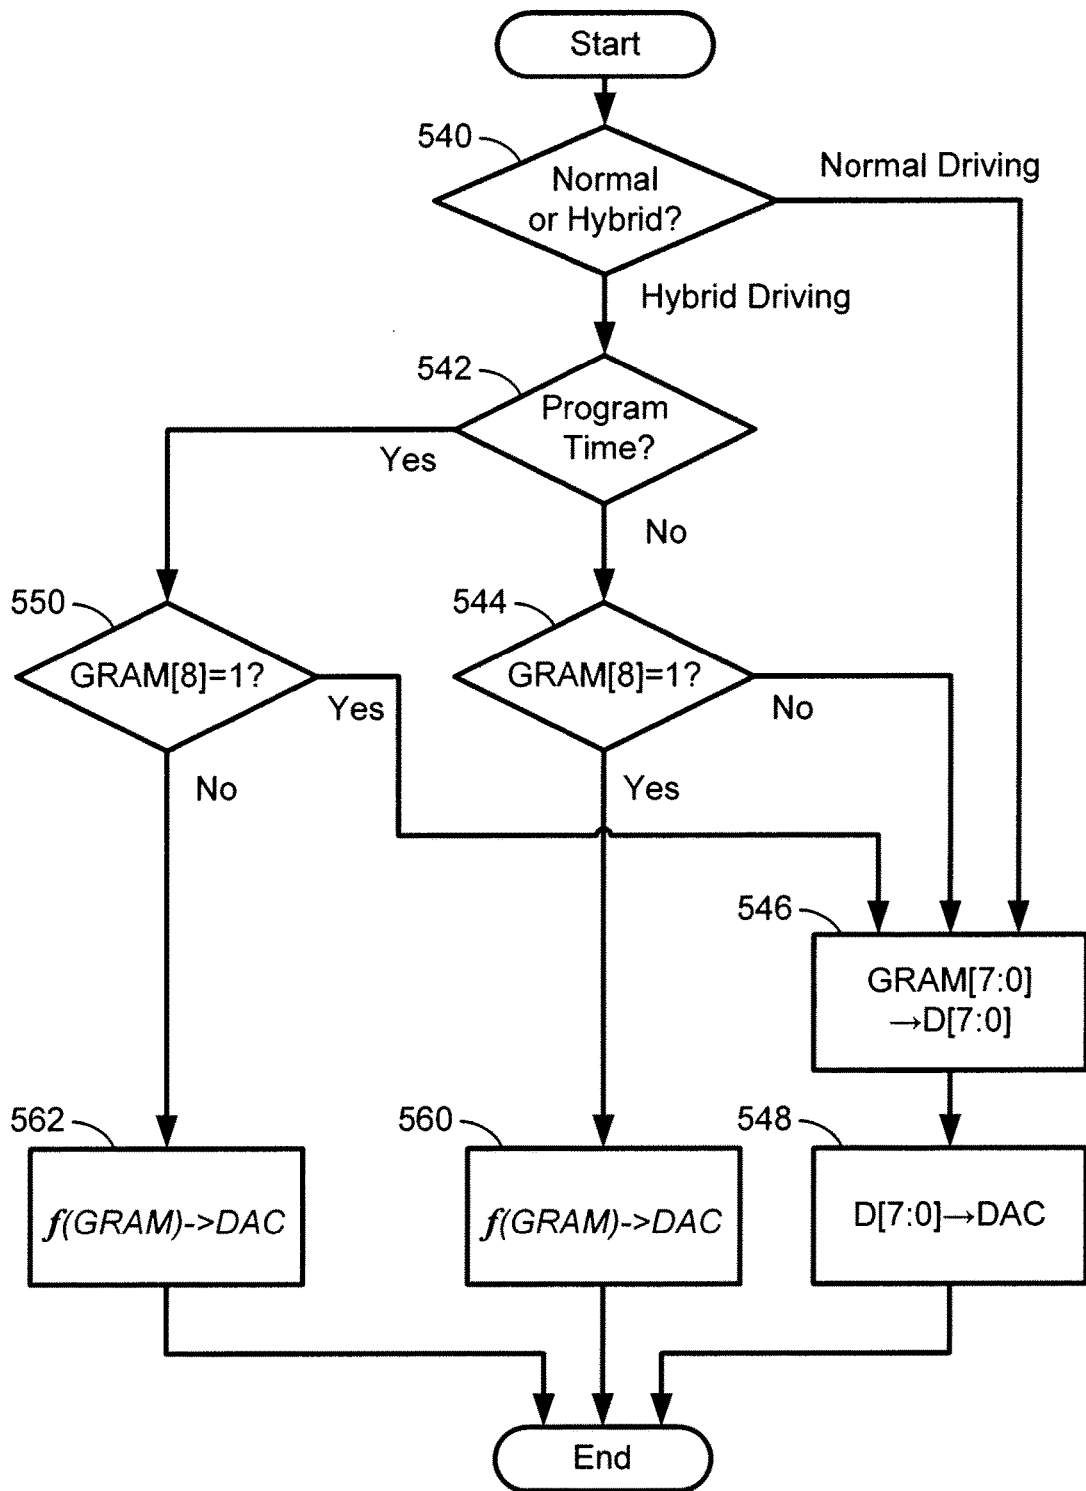 Start
540
Normal
or Hybrid?
Normal Driving
Hybrid Driving
542
Program
Time?
Yes
No
550
GRAM[8]=1?
Yes
No
544
GRAM[8]=1?
No
Yes
546
GRAM[7:0]
→D[7:0]
562
f(GRAM)->DAC
560
f(GRAM)->DAC
548
D[7:0]→DAC
End